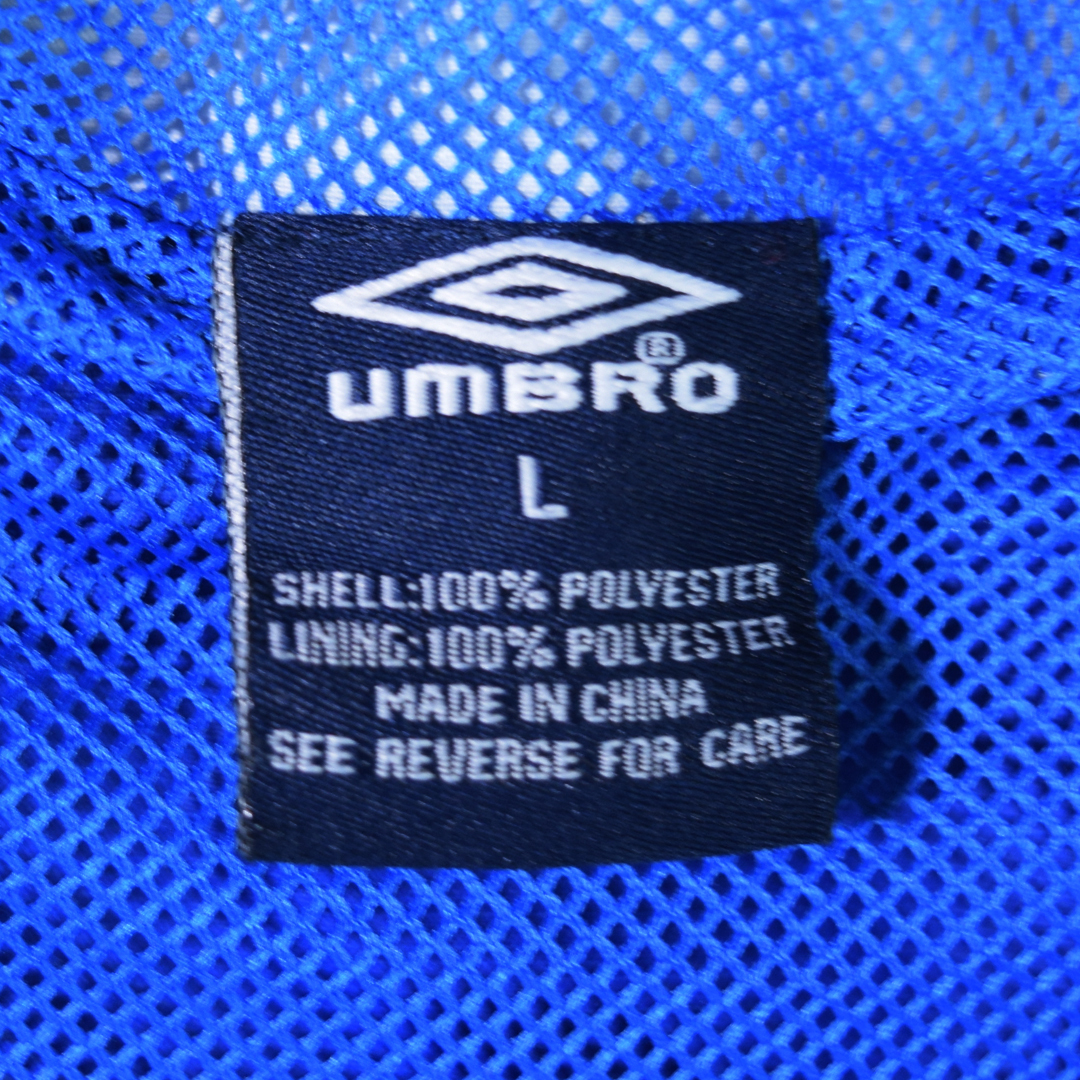 ®
UMBRO
L
SHELL:100% POLYESTER
LINING:100% POLYESTER
MADE IN CHINA
SEE REVERSE FOR CARE